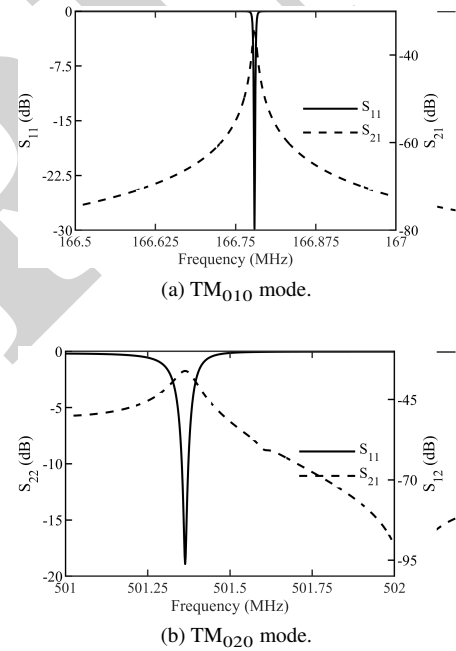 0
-7.5
-15
-22.5
-30
S11 (dB)
-40
-60
-80
S21 (dB)
S11
S21
166.5 166.625 166.75 166.875 167
Frequency (MHz)
(a) TM010 mode.
0
-5
-10
-15
-20
S22 (dB)
-45
-70
-95
S12 (dB)
S11
S21
501 501.25 501.5 501.75 502
Frequency (MHz)
(b) TM020 mode.